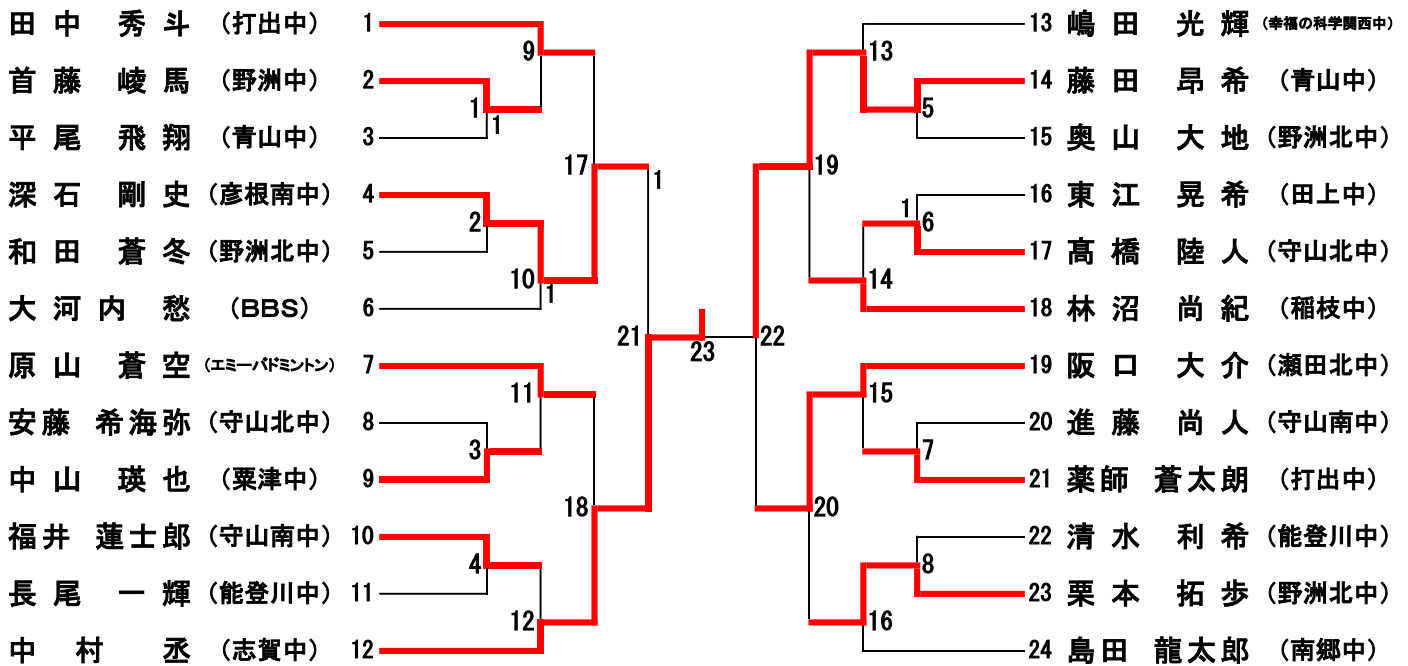 田中 秀斗 (打出中) 1
首藤 崚馬 (野洲中) 2
平尾 飛翔 (青山中) 3
深石 剛史 (彦根南中) 4
和田 蒼冬 (野洲北中) 5
大河内 愁 (BBS) 6
原山 蒼空 (エミーバドミントン) 7
安藤 希海弥 (守山北中) 8
中山 瑛也 (粟津中) 9
福井 蓮士郎 (守山南中) 10
長尾 一輝 (能登川中) 11
中村 丞 (志賀中) 12
9
1
1
17
1
2
10
1
21
11
3
18
4
12
23
13
5
19
1
6
14
22
15
7
20
8
16
13 嶋田 光輝 (幸福の科学関西中)
14 藤田 昂希 (青山中)
15 奥山 大地 (野洲北中)
16 東江 晃希 (田上中)
17 髙橋 陸人 (守山北中)
18 林沼 尚紀 (稲枝中)
19 阪口 大介 (瀬田北中)
20 進藤 尚人 (守山南中)
21 薬師 蒼太朗 (打出中)
22 清水 利希 (能登川中)
23 栗本 拓歩 (野洲北中)
24 島田 龍太郎 (南郷中)